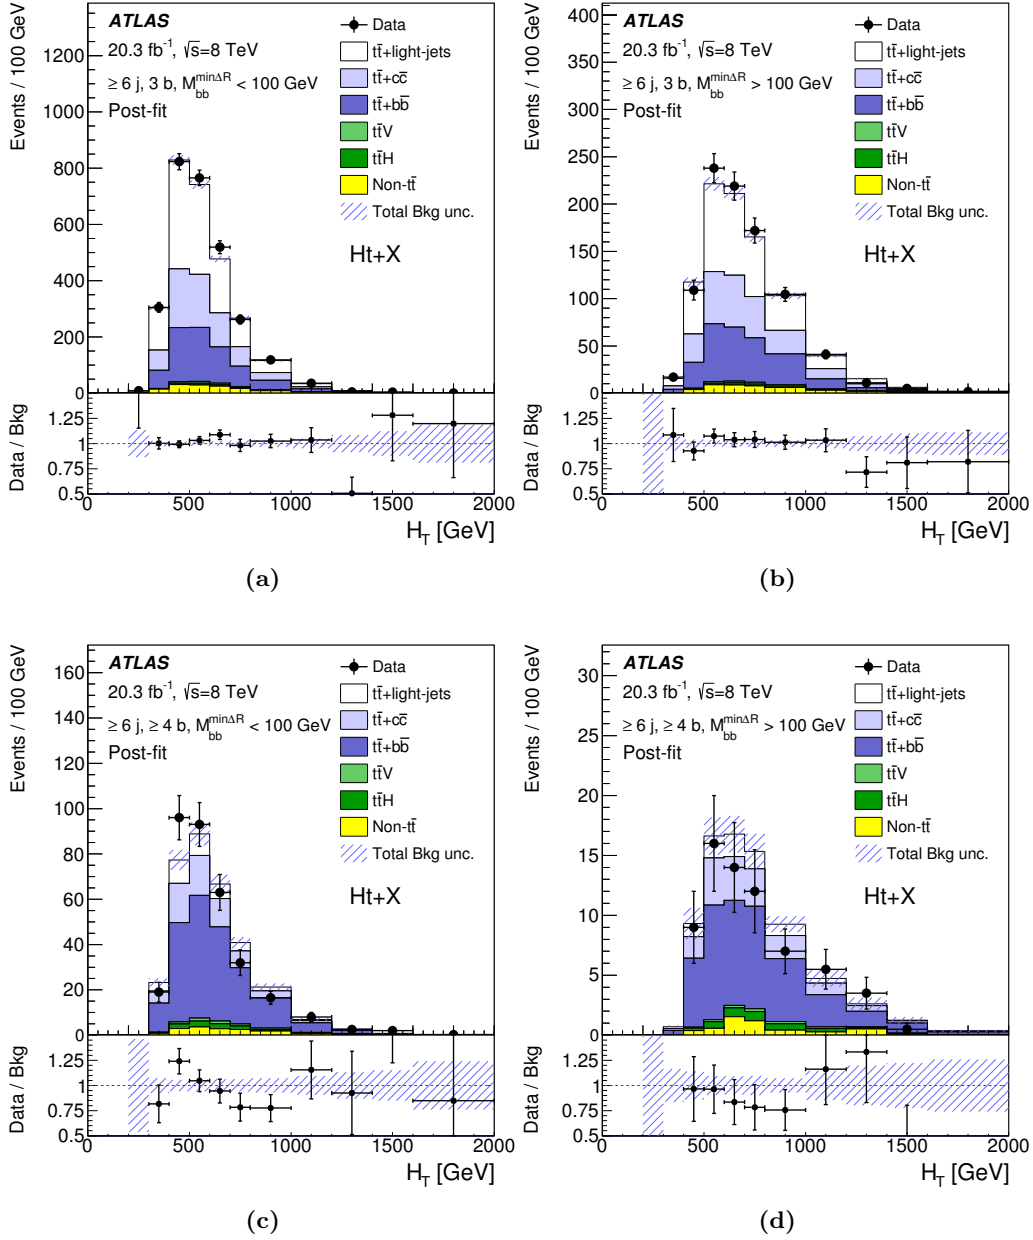 Events / 100 GeV
1200
1000
800
600
400
200
0
ATLAS
20.3 fb⁻¹, √s=8 TeV
≥ 6 j, 3 b, M_bb^minΔR < 100 GeV
Post-fit
Data
tt̄+light-jets
tt̄+cc̄
tt̄+bb̄
tt̄V
tt̄H
Non-tt̄
Total Bkg unc.
Ht+X
Data / Bkg
1.25
1
0.75
0.5
0 500 1000 1500 2000
H_T [GeV]
(a)
Events / 100 GeV
400
350
300
250
200
150
100
50
0
ATLAS
20.3 fb⁻¹, √s=8 TeV
≥ 6 j, 3 b, M_bb^minΔR > 100 GeV
Post-fit
Data
tt̄+light-jets
tt̄+cc̄
tt̄+bb̄
tt̄V
tt̄H
Non-tt̄
Total Bkg unc.
Ht+X
Data / Bkg
1.25
1
0.75
0.5
0 500 1000 1500 2000
H_T [GeV]
(b)
Events / 100 GeV
160
140
120
100
80
60
40
20
0
ATLAS
20.3 fb⁻¹, √s=8 TeV
≥ 6 j, ≥ 4 b, M_bb^minΔR < 100 GeV
Post-fit
Data
tt̄+light-jets
tt̄+cc̄
tt̄+bb̄
tt̄V
tt̄H
Non-tt̄
Total Bkg unc.
Ht+X
Data / Bkg
1.25
1
0.75
0.5
0 500 1000 1500 2000
H_T [GeV]
(c)
Events / 100 GeV
30
25
20
15
10
5
0
ATLAS
20.3 fb⁻¹, √s=8 TeV
≥ 6 j, ≥ 4 b, M_bb^minΔR > 100 GeV
Post-fit
Data
tt̄+light-jets
tt̄+cc̄
tt̄+bb̄
tt̄V
tt̄H
Non-tt̄
Total Bkg unc.
Ht+X
Data / Bkg
1.25
1
0.75
0.5
0 500 1000 1500 2000
H_T [GeV]
(d)